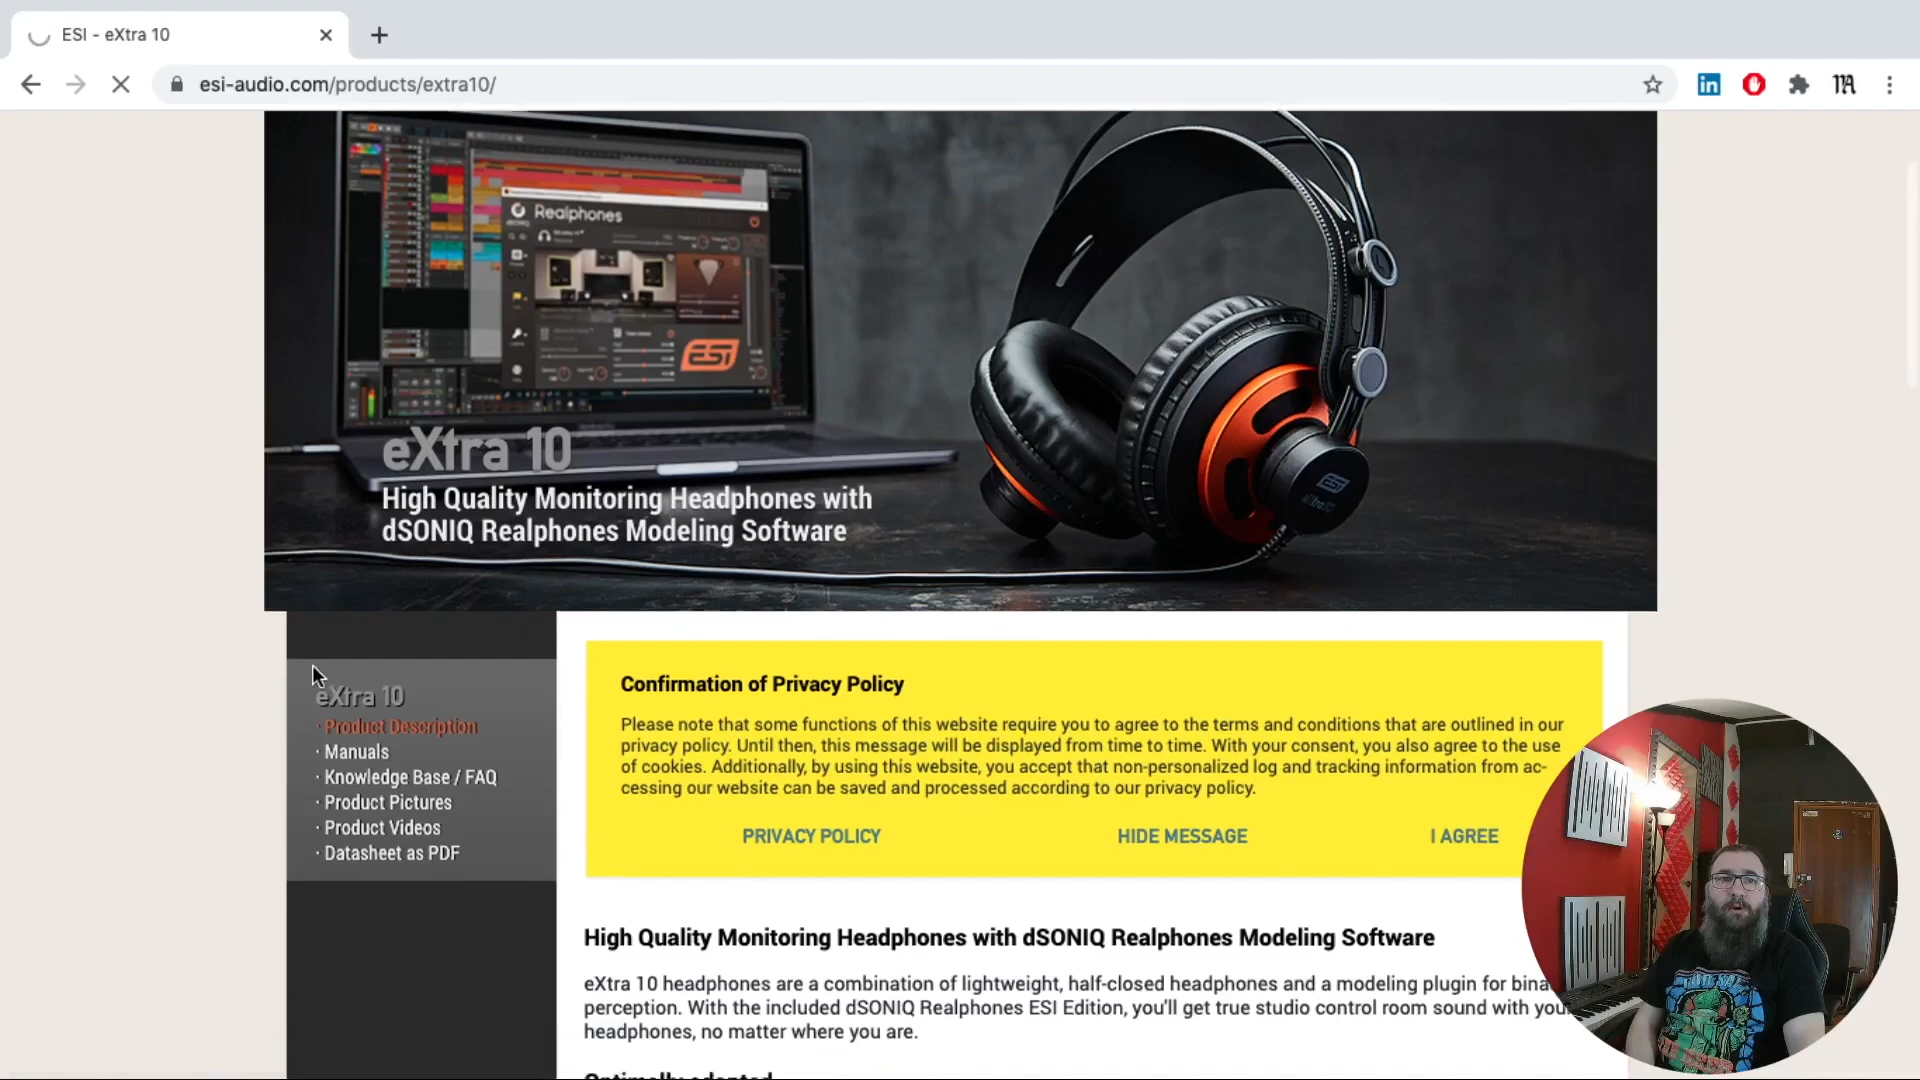 ESI - eXtra 10
esi-audio.com/products/extra10/
Realphones
ESI
eXtra 10
High Quality Monitoring Headphones with
dSONIQ Realphones Modeling Software
ESI
eXtra10
eXtra 10
· Product Description
· Manuals
· Knowledge Base / FAQ
· Product Pictures
· Product Videos
· Datasheet as PDF
Confirmation of Privacy Policy
Please note that some functions of this website require you to agree to the terms and conditions that are outlined in our
privacy policy. Until then, this message will be displayed from time to time. With your consent, you also agree to the use
of cookies. Additionally, by using this website, you accept that non-personalized log and tracking information from ac-
cessing our website can be saved and processed according to our privacy policy.
PRIVACY POLICY HIDE MESSAGE I AGREE
High Quality Monitoring Headphones with dSONIQ Realphones Modeling Software
eXtra 10 headphones are a combination of lightweight, half-closed headphones and a modeling plugin for bina
perception. With the included dSONIQ Realphones ESI Edition, you'll get true studio control room sound with your
headphones, no matter where you are.
Optimally adapted